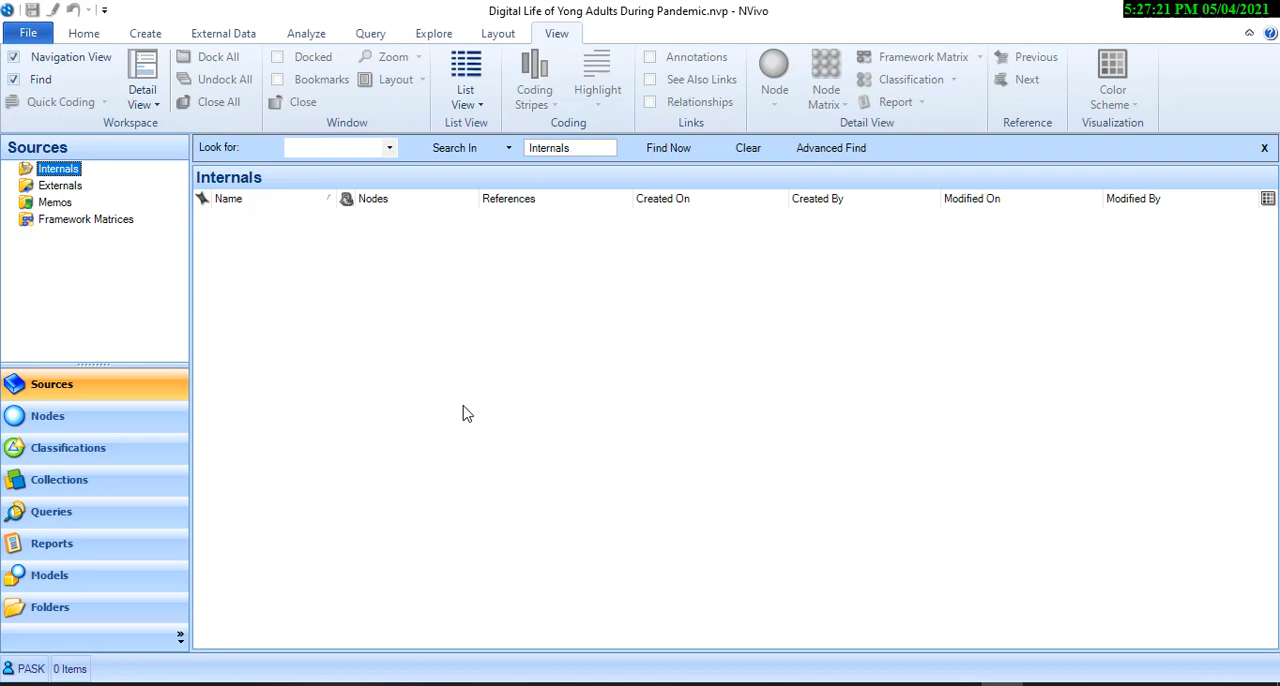 Digital Life of Yong Adults During Pandemic.nvp - NVivo
5:27:21 PM 05/04/2021
File Home Create External Data Analyze Query Explore Layout View
Navigation View
Find
Quick Coding
Detail View
Workspace
Dock All
Undock All
Close All
Docked
Bookmarks
Close
Zoom
Layout
Window
List View
List View
Coding Stripes
Highlight
Coding
Annotations
See Also Links
Relationships
Links
Node
Node Matrix
Framework Matrix
Classification
Report
Detail View
Previous
Next
Reference
Color Scheme
Visualization
Sources
Internals
Externals
Memos
Framework Matrices
Look for: Search In Internals Find Now Clear Advanced Find X
Internals
Name Nodes References Created On Created By Modified On Modified By
Sources
Nodes
Classifications
Collections
Queries
Reports
Models
Folders
PASK 0 Items